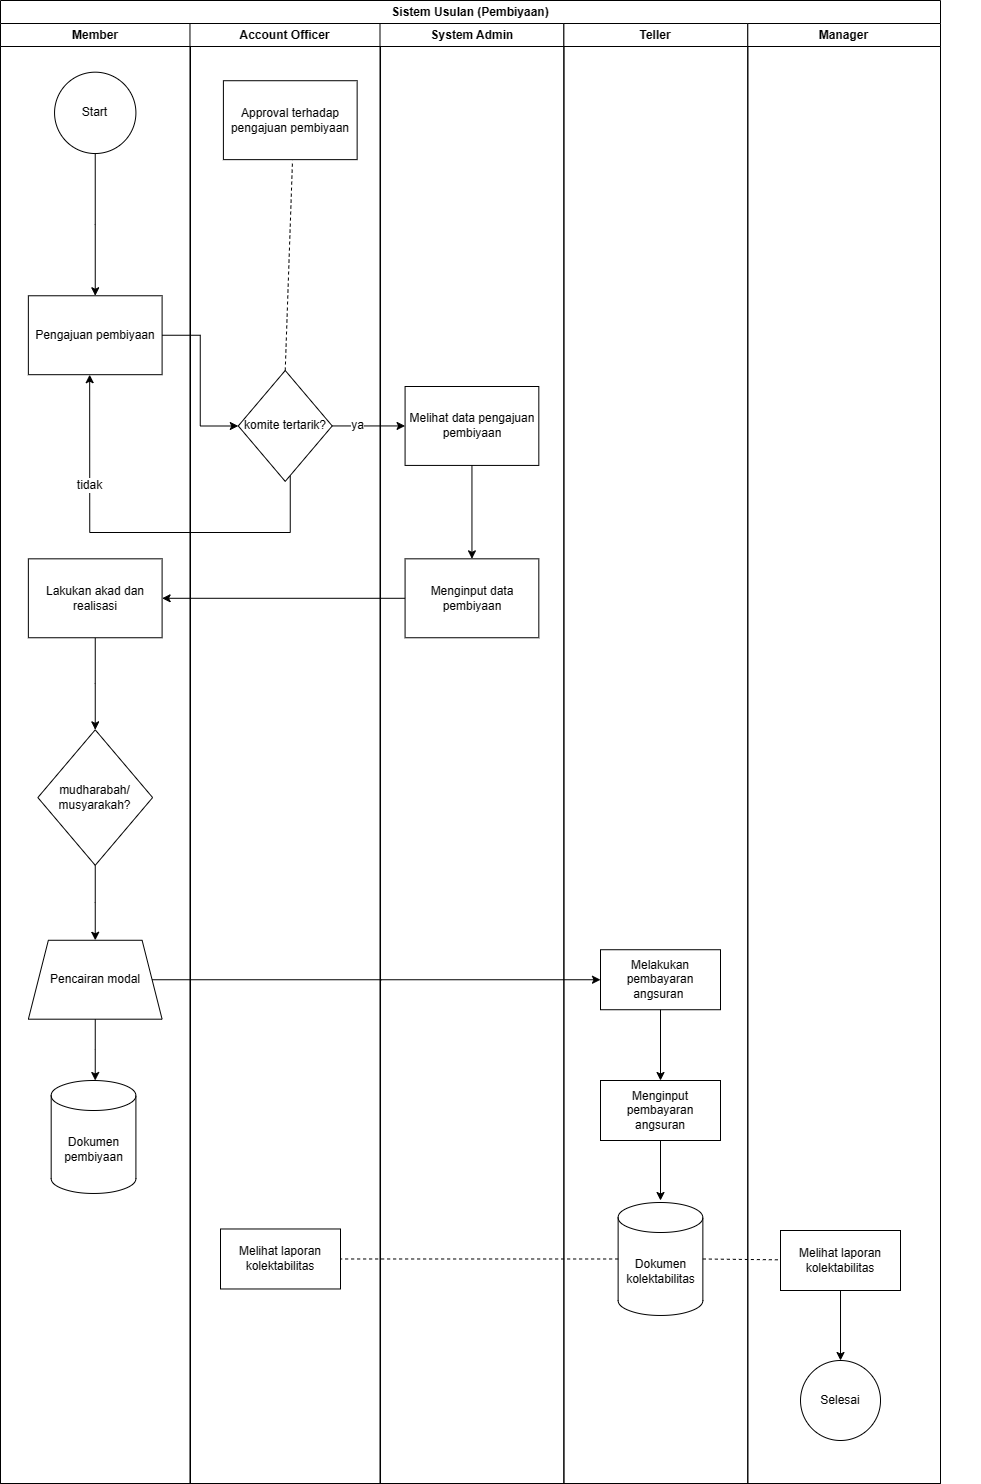 Sistem Usulan (Pembiyaan)
Member
Account Officer
System Admin
Teller
Manager
Start
Approval terhadap
pengajuan pembiyaan
Pengajuan pembiyaan
komite tertarik?
ya
Melihat data pengajuan
pembiyaan
tidak
Lakukan akad dan
realisasi
Menginput data
pembiyaan
mudharabah/
musyarakah?
Pencairan modal
Melakukan
pembayaran
angsuran
Menginput
pembayaran
angsuran
Dokumen
pembiyaan
Melihat laporan
kolektabilitas
Dokumen
kolektabilitas
Melihat laporan
kolektabilitas
Selesai